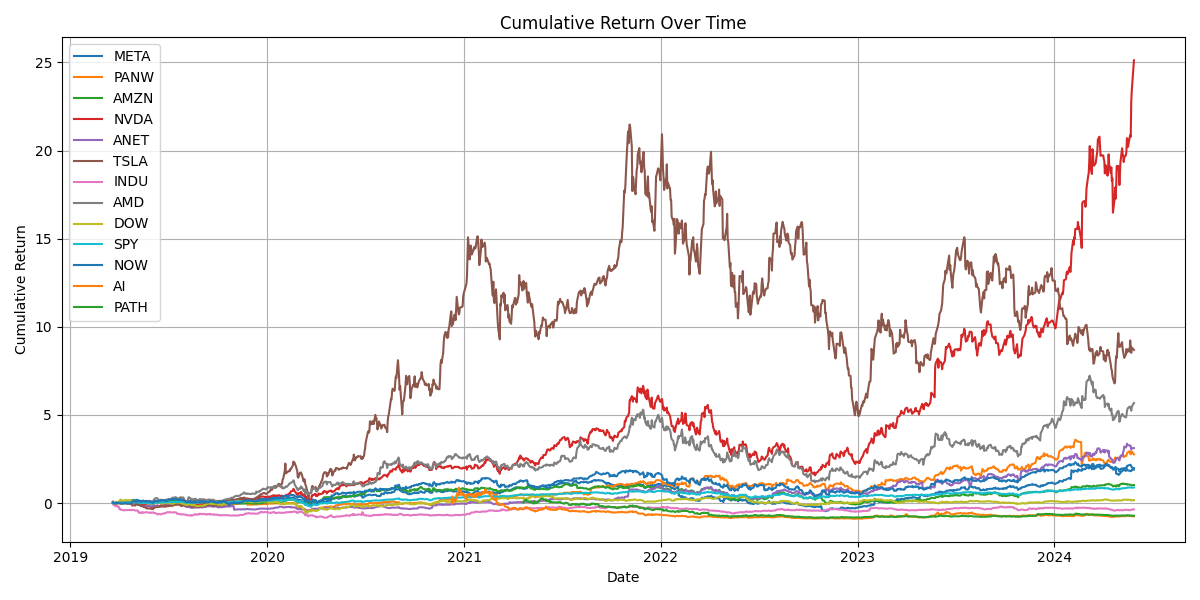 Cumulative Return Over Time
Cumulative Return
25
20
15
10
5
0
META
PANW
AMZN
NVDA
ANET
TSLA
INDU
AMD
DOW
SPY
NOW
AI
PATH
2019
2020
2021
2022
2023
2024
Date